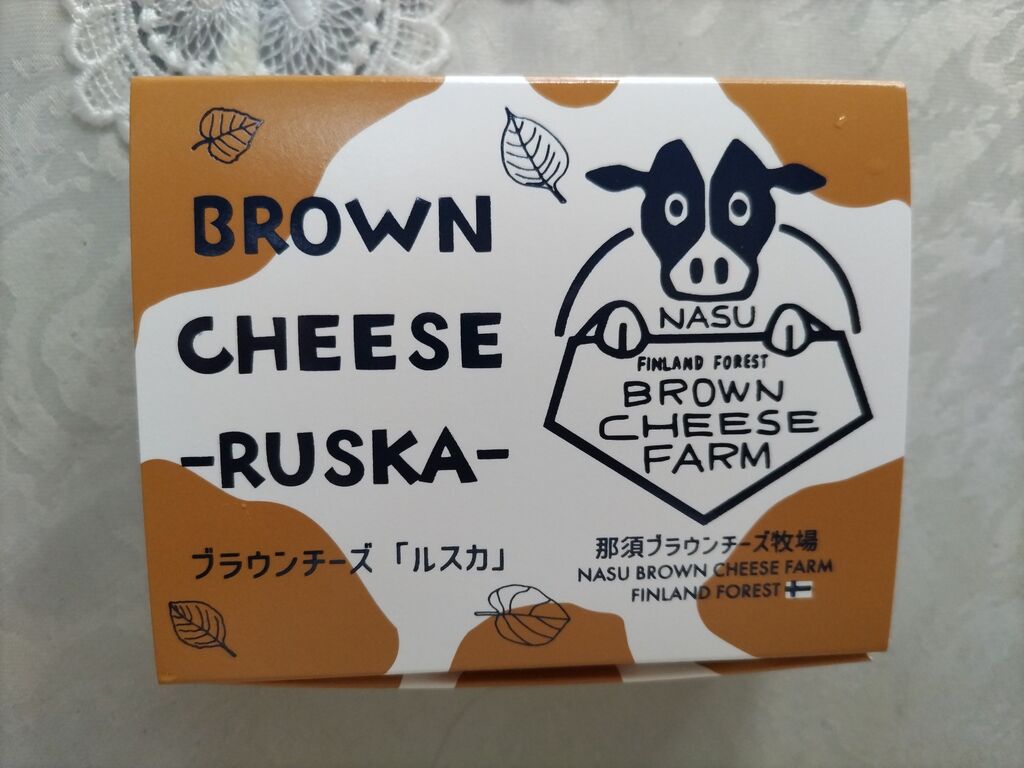 BROWN
CHEESE
-RUSKA-
ブラウンチーズ「ルスカ」
NASU
FINLAND FOREST
BROWN
CHEESE
FARM
那須ブラウンチーズ牧場
NASU BROWN CHEESE FARM
FINLAND FOREST